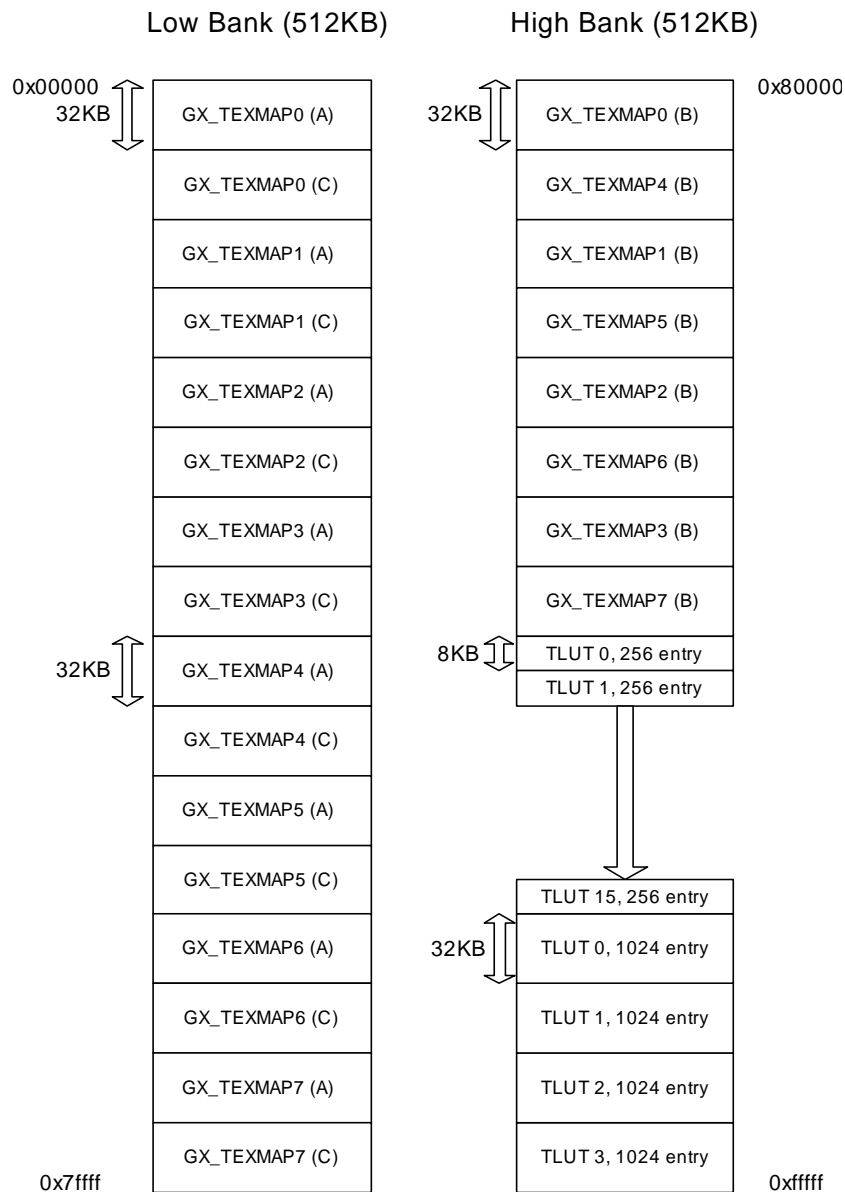 Low Bank (512KB)
High Bank (512KB)
0x00000
0x80000
32KB
GX_TEXMAP0 (A)
32KB
GX_TEXMAP0 (B)
GX_TEXMAP0 (C)
GX_TEXMAP4 (B)
GX_TEXMAP1 (A)
GX_TEXMAP1 (B)
GX_TEXMAP1 (C)
GX_TEXMAP5 (B)
GX_TEXMAP2 (A)
GX_TEXMAP2 (B)
GX_TEXMAP2 (C)
GX_TEXMAP6 (B)
GX_TEXMAP3 (A)
GX_TEXMAP3 (B)
GX_TEXMAP3 (C)
GX_TEXMAP7 (B)
32KB
GX_TEXMAP4 (A)
8KB
TLUT 0, 256 entry
TLUT 1, 256 entry
GX_TEXMAP4 (C)
GX_TEXMAP5 (A)
GX_TEXMAP5 (C)
TLUT 15, 256 entry
GX_TEXMAP6 (A)
32KB
TLUT 0, 1024 entry
GX_TEXMAP6 (C)
TLUT 1, 1024 entry
GX_TEXMAP7 (A)
TLUT 2, 1024 entry
GX_TEXMAP7 (C)
TLUT 3, 1024 entry
0x7ffff
0xfffff